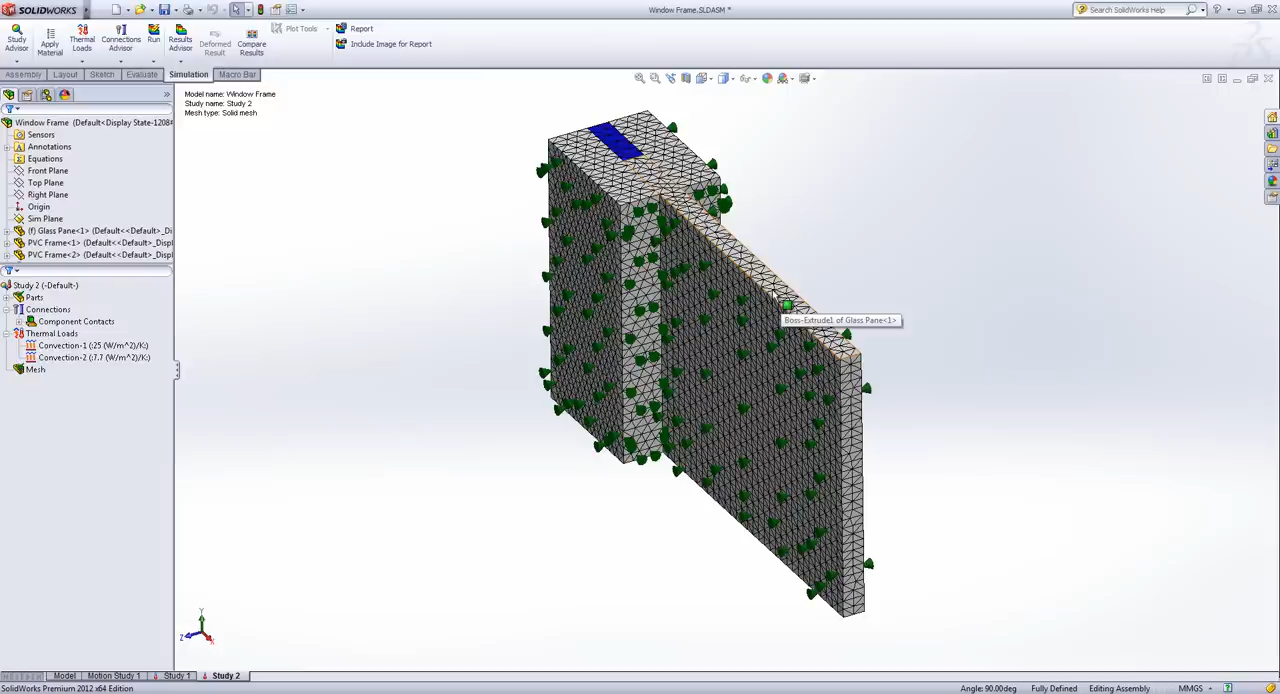 SOLIDWORKS
Window Frame.SLDASM *
Search SolidWorks Help
Study Advisor
Apply Material
Thermal Loads
Connections Advisor
Run
Results Advisor
Deformed Result
Compare Results
Plot Tools
Report
Include Image for Report
Assembly
Layout
Sketch
Evaluate
Simulation
Macro Bar
Window Frame (Default<Display State-1208#
Sensors
Annotations
Equations
Front Plane
Top Plane
Right Plane
Origin
Sim Plane
(f) Glass Pane<1> (Default<<Default>_Di
PVC Frame<1> (Default<<Default>_Displ
PVC Frame<2> (Default<<Default>_Displ
Study 2 (-Default-)
Parts
Connections
Component Contacts
Thermal Loads
Convection-1 (:25 (W/m^2)/K:)
Convection-2 (:7.7 (W/m^2)/K:)
Mesh
Model name: Window Frame
Study name: Study 2
Mesh type: Solid mesh
Boss-Extrude1 of Glass Pane<1>
Y
Z
X
Model
Motion Study 1
Study 1
Study 2
SolidWorks Premium 2012 x64 Edition
Angle: 90.00deg
Fully Defined
Editing Assembly
MMGS